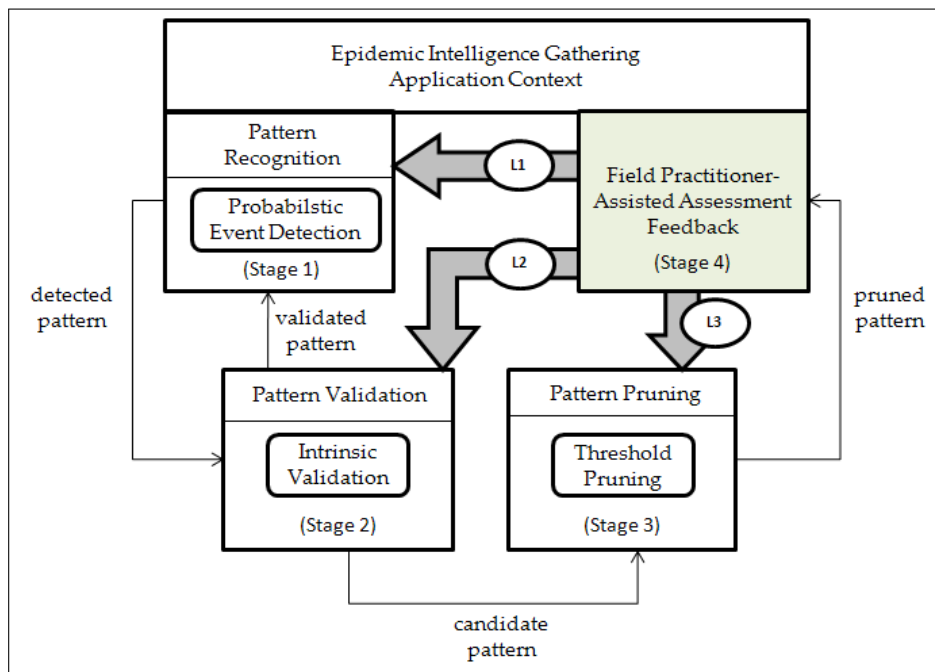 Epidemic Intelligence Gathering
Application Context
Pattern
Recognition
Probabilstic
Event Detection
(Stage 1)
L1
Field Practitioner-
Assisted Assessment
Feedback
(Stage 4)
L2
L3
detected
pattern
validated
pattern
pruned
pattern
Pattern Validation
Intrinsic
Validation
(Stage 2)
Pattern Pruning
Threshold
Pruning
(Stage 3)
candidate
pattern